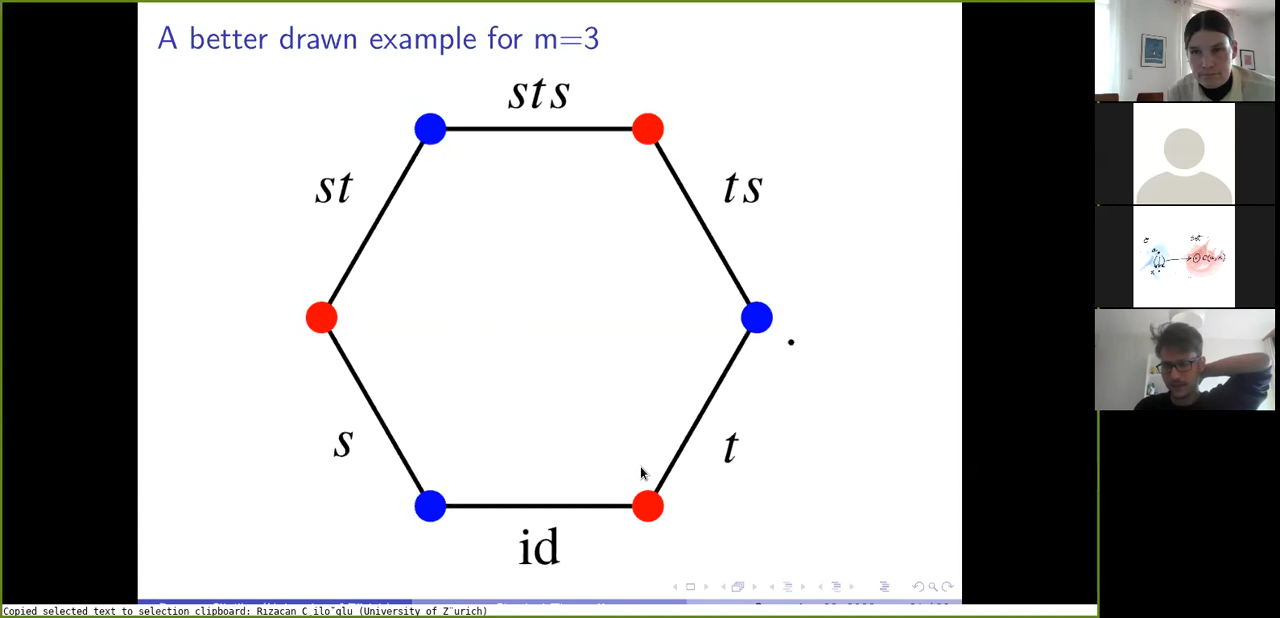 A better drawn example for m=3
sts
st
ts
s
t
id
Copied selected text to selection clipboard: Rizacan C¸ilo˘glu (University of Z¨urich)